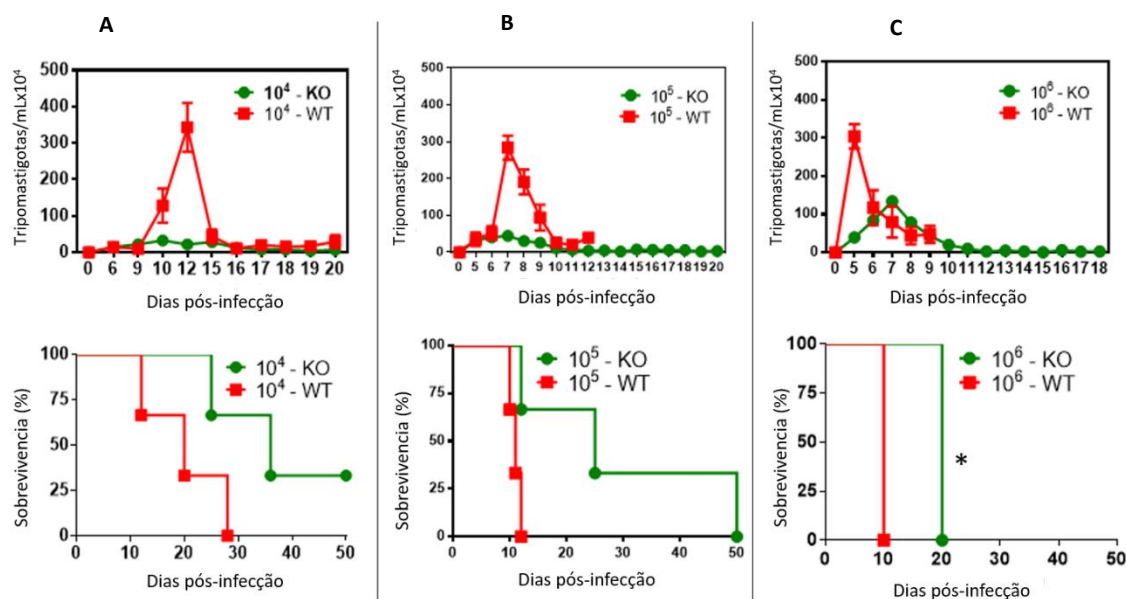 A
Tripomastigotas/mLx10⁴
500
400
300
200
100
0
10⁴ - KO
10⁴ - WT
0 6 9 10 12 15 16 17 18 19 20
Dias pós-infecção
Sobrevivencia (%)
100
75
50
25
0
10⁴ - KO
10⁴ - WT
0 10 20 30 40 50
Dias pós-infecção
B
Tripomastigotas/mLx10⁴
500
400
300
200
100
0
10⁵ - KO
10⁵ - WT
0 5 6 7 8 9 10 11 12 13 14 15 16 17 18 19 20
Dias pós-infecção
Sobrevivencia (%)
100
75
50
25
0
10⁵ - KO
10⁵ - WT
0 10 20 30 40 50
Dias pós-infecção
C
Tripomastigotas/mLx10⁴
500
400
300
200
100
0
10⁶ - KO
10⁶ - WT
0 5 6 7 8 9 10 11 12 13 14 15 16 17 18
Dias pós-infecção
Sobrevivencia (%)
100
75
50
25
0
10⁶ - KO
10⁶ - WT
*
0 10 20 30 40 50
Dias pós-infecção